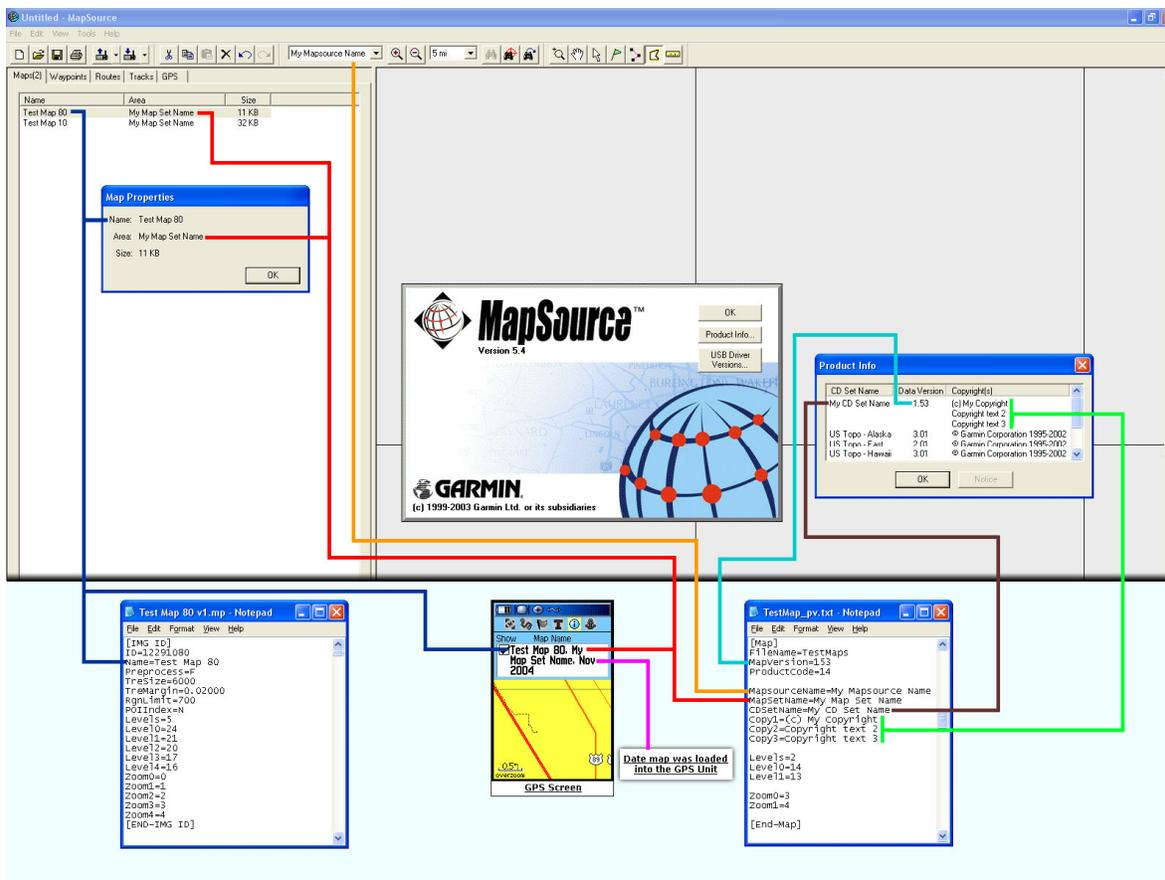 Untitled - MapSource
File Edit View Tools Help
My Mapsource Name
5 mi
Maps(2) Waypoints Routes Tracks GPS
Name Area Size
Test Map 80 My Map Set Name 11 KB
Test Map 10 My Map Set Name 32 KB
Map Properties
Name: Test Map 80
Area: My Map Set Name
Size: 11 KB
OK
MapSource™
Version 5.4
OK
Product Info...
USB Driver
Versions...
GARMIN.
(c) 1999-2003 Garmin Ltd. or its subsidiaries
Product Info
CD Set Name Data Version Copyright(s)
My CD Set Name 1.53 (c) My Copyright
Copyright text 2
Copyright text 3
US Topo - Alaska 3.01 © Garmin Corporation 1995-2002
US Topo - East 2.01 © Garmin Corporation 1995-2002
US Topo - Hawaii 3.01 © Garmin Corporation 1995-2002
OK Notice
Test Map 80 v1.mp - Notepad
File Edit Format View Help
[IMG ID]
ID=12291080
Name=Test Map 80
Preprocess=F
TreSize=6000
TreMargin=0.02000
RgnLimit=700
POIIndex=N
Levels=5
Level0=24
Level1=21
Level2=20
Level3=17
Level4=16
Zoom0=0
Zoom1=1
Zoom2=2
Zoom3=3
Zoom4=4
[END-IMG ID]
Show Map Name
Test Map 80, My
Map Set Name, Nov
2004
overzoom
89
GPS Screen
Date map was loaded
into the GPS Unit
TestMap_pv.txt - Notepad
File Edit Format View Help
[Map]
FileName=TestMaps
MapVersion=153
ProductCode=14
MapsourceName=My Mapsource Name
MapSetName=My Map Set Name
CDSetName=My CD Set Name
Copy1=(c) My Copyright
Copy2=Copyright text 2
Copy3=Copyright text 3
Levels=2
Level0=14
Level1=13
Zoom0=3
Zoom1=4
[End-Map]